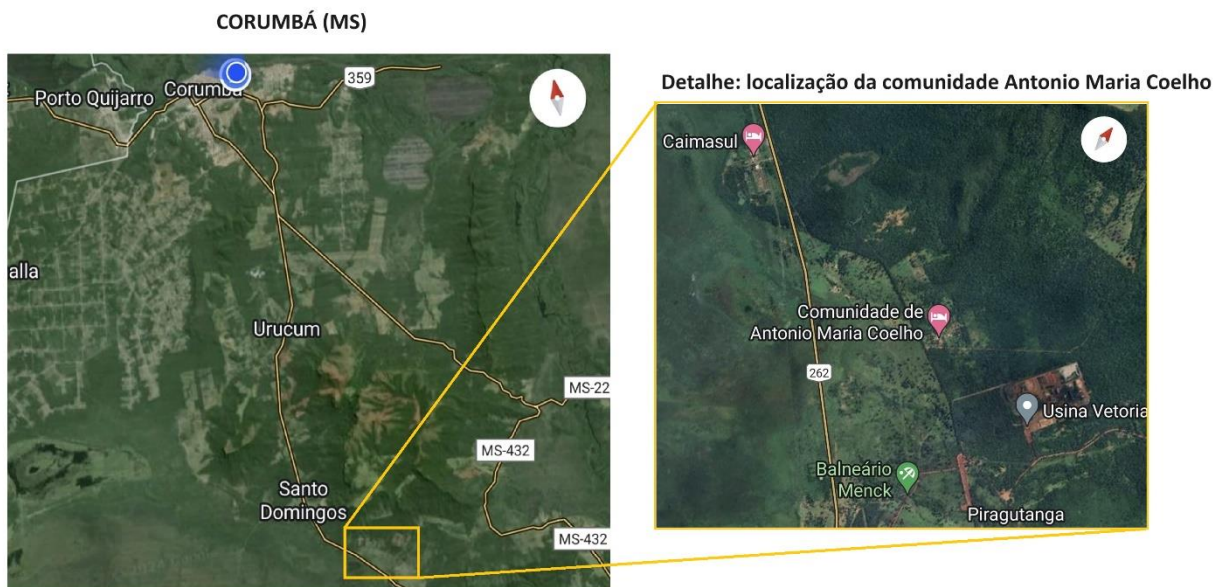 CORUMBÁ (MS)
Detalhe: localização da comunidade Antonio Maria Coelho
359
Porto Quijarro
Corumbá
alla
Urucum
MS-22
MS-432
Santo
Domingos
MS-432
Caimasul
Comunidade de
Antonio Maria Coelho
262
Usina Vetoria
Balneário
Menck
Piragutanga